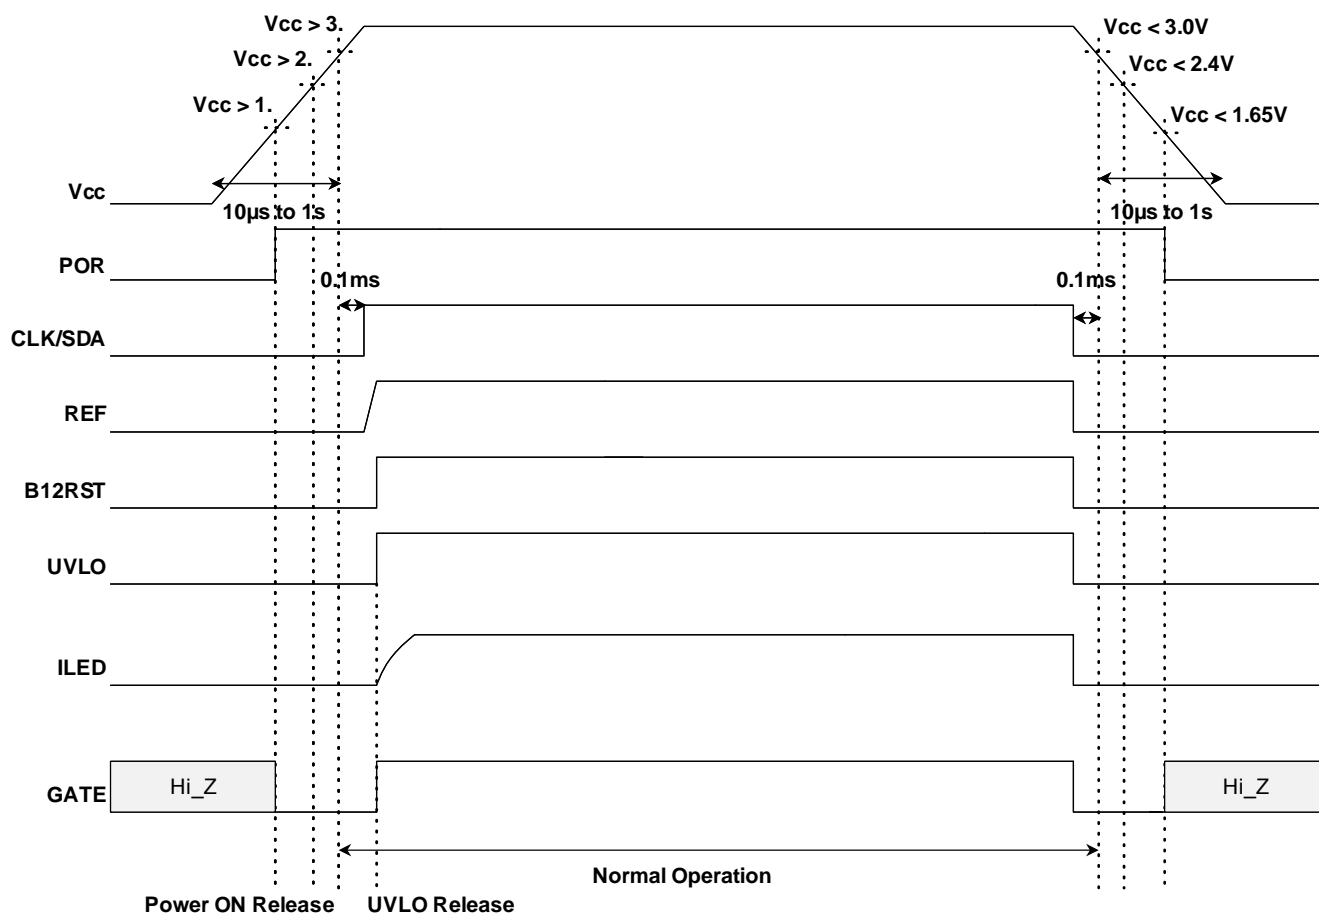 Vcc > 3.
Vcc < 3.0V
Vcc > 2.
Vcc < 2.4V
Vcc > 1.
Vcc < 1.65V
Vcc
10µs to 1s
10µs to 1s
POR
0.1ms
0.1ms
CLK/SDA
REF
B12RST
UVLO
ILED
GATE
Hi_Z
Hi_Z
Normal Operation
Power ON Release
UVLO Release